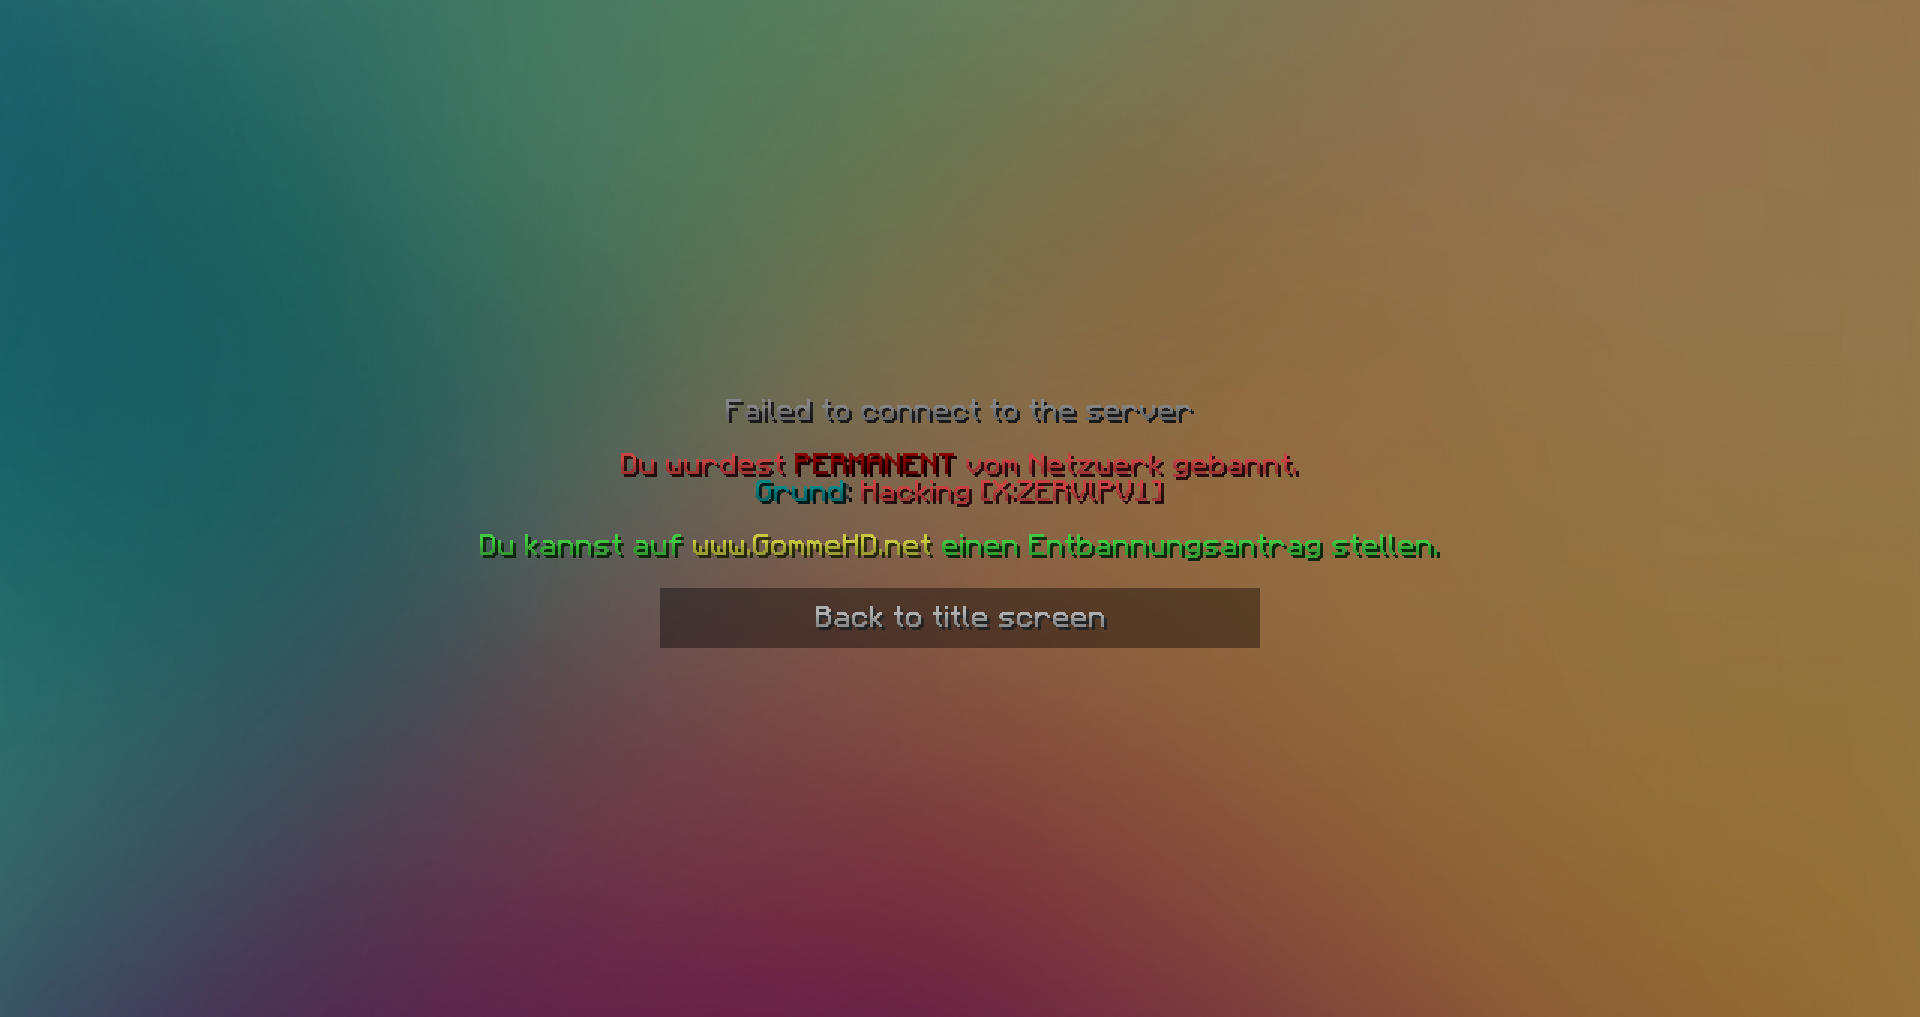 Failed to connect to the server
Du wurdest PERMANENT vom Netzwerk gebannt.
Grund: Hacking
Du kannst auf www.GommeHD.net einen Entbannungsantrag stellen.
Back to title screen